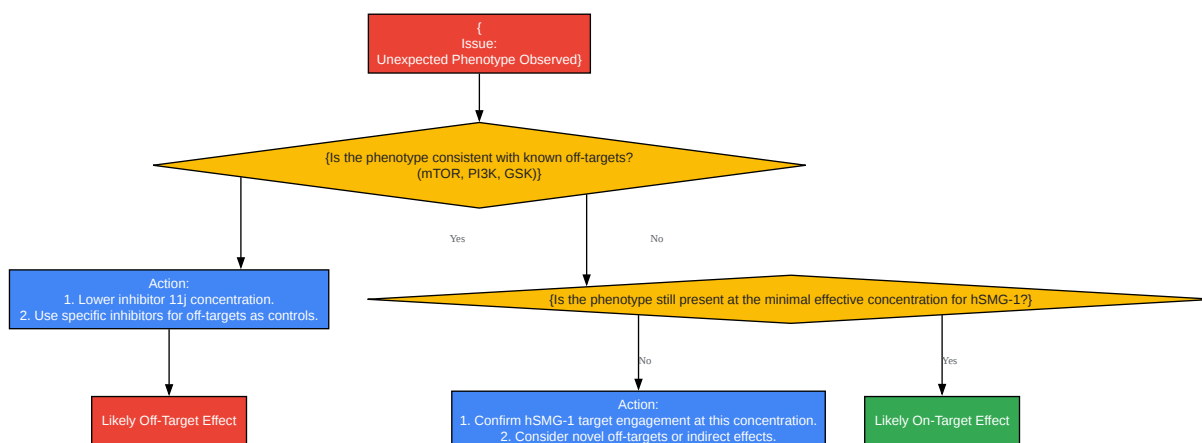 {
Issue:
Unexpected Phenotype Observed}
{Is the phenotype consistent with known off-targets?
(mTOR, PI3K, GSK)}
Yes
No
Action:
1. Lower inhibitor 11j concentration.
2. Use specific inhibitors for off-targets as controls.
{Is the phenotype still present at the minimal effective concentration for hSMG-1?}
No
Yes
Likely Off-Target Effect
Action:
1. Confirm hSMG-1 target engagement at this concentration.
2. Consider novel off-targets or indirect effects.
Likely On-Target Effect